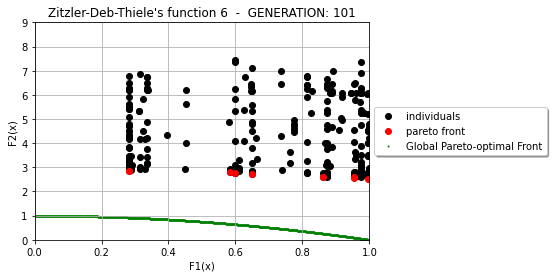 Zitzler-Deb-Thiele's function 6 - GENERATION: 101
9
8
7
6
5
4
3
2
1
0
F2(x)
0.0 0.2 0.4 0.6 0.8 1.0
F1(x)
individuals
pareto front
Global Pareto-optimal Front